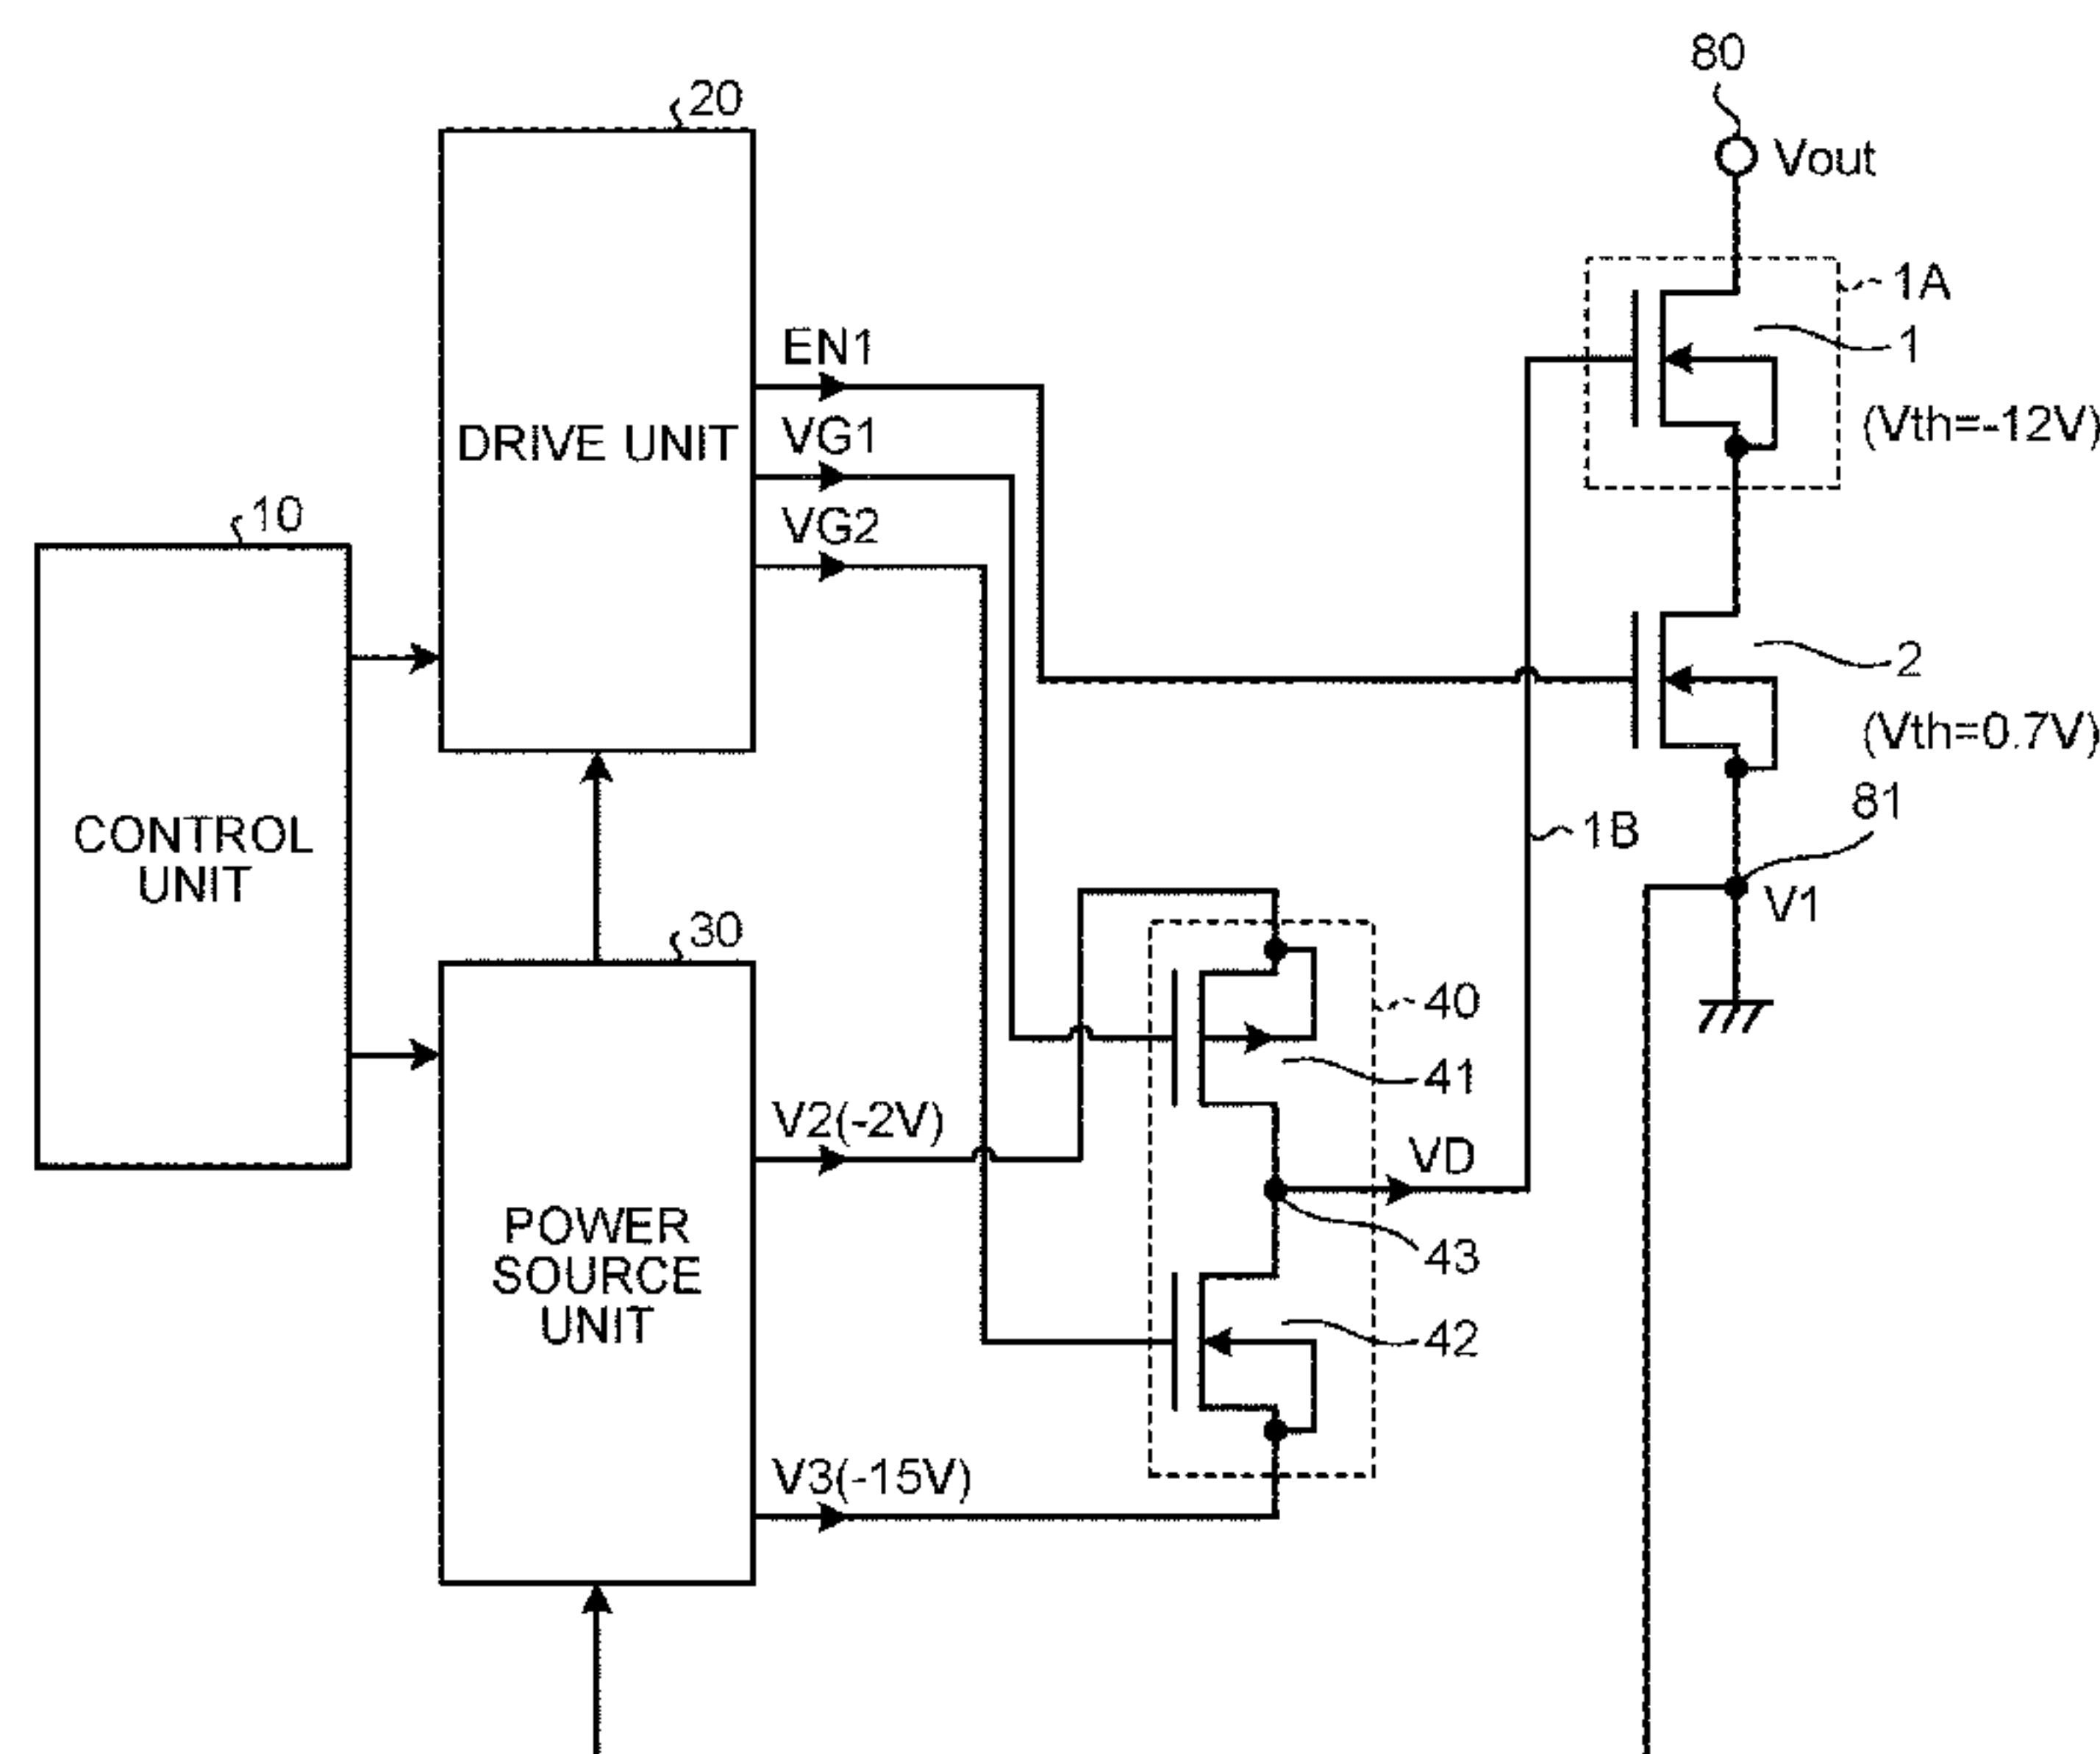 80
20
Vout
1A
EN1
1
VG1
(Vth=-12V)
DRIVE UNIT
VG2
10
2
(Vth=0.7V)
81
1B
CONTROL
UNIT
V1
30
40
41
V2(-2V)
VD
POWER
SOURCE
UNIT
43
42
V3(-15V)